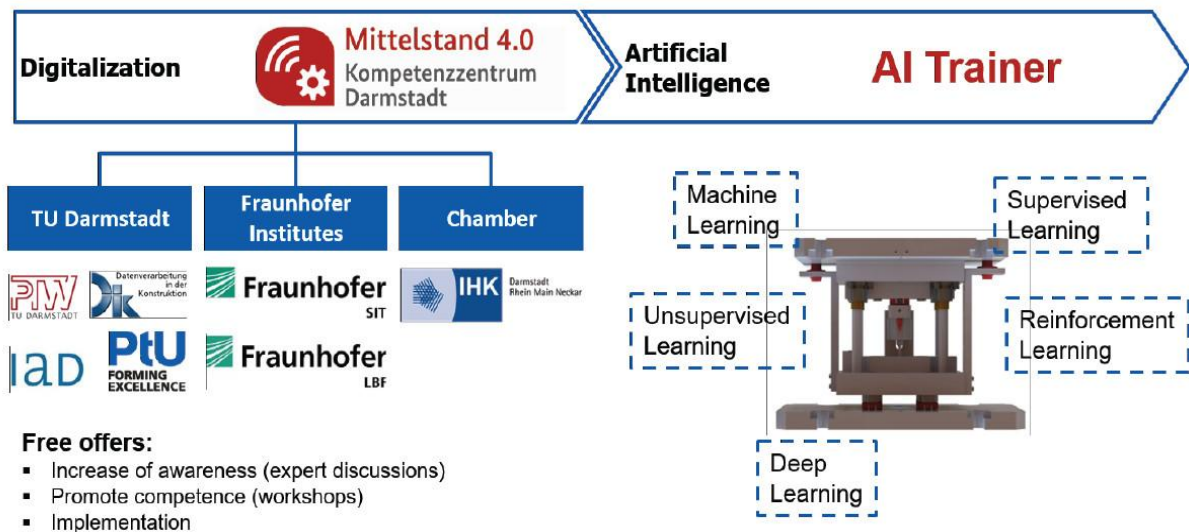 Digitalization
Mittelstand 4.0
Kompetenzzentrum
Darmstadt
Artificial
Intelligence
AI Trainer
TU Darmstadt
Fraunhofer
Institutes
Chamber
PTW
TU DARMSTADT
Datenverarbeitung
in der
Konstruktion
DiK
Fraunhofer
SIT
IHK
Darmstadt
Rhein Main Neckar
IAD
PtU
FORMING
EXCELLENCE
Fraunhofer
LBF
Free offers:
▪ Increase of awareness (expert discussions)
▪ Promote competence (workshops)
▪ Implementation
Machine
Learning
Supervised
Learning
Unsupervised
Learning
Reinforcement
Learning
Deep
Learning